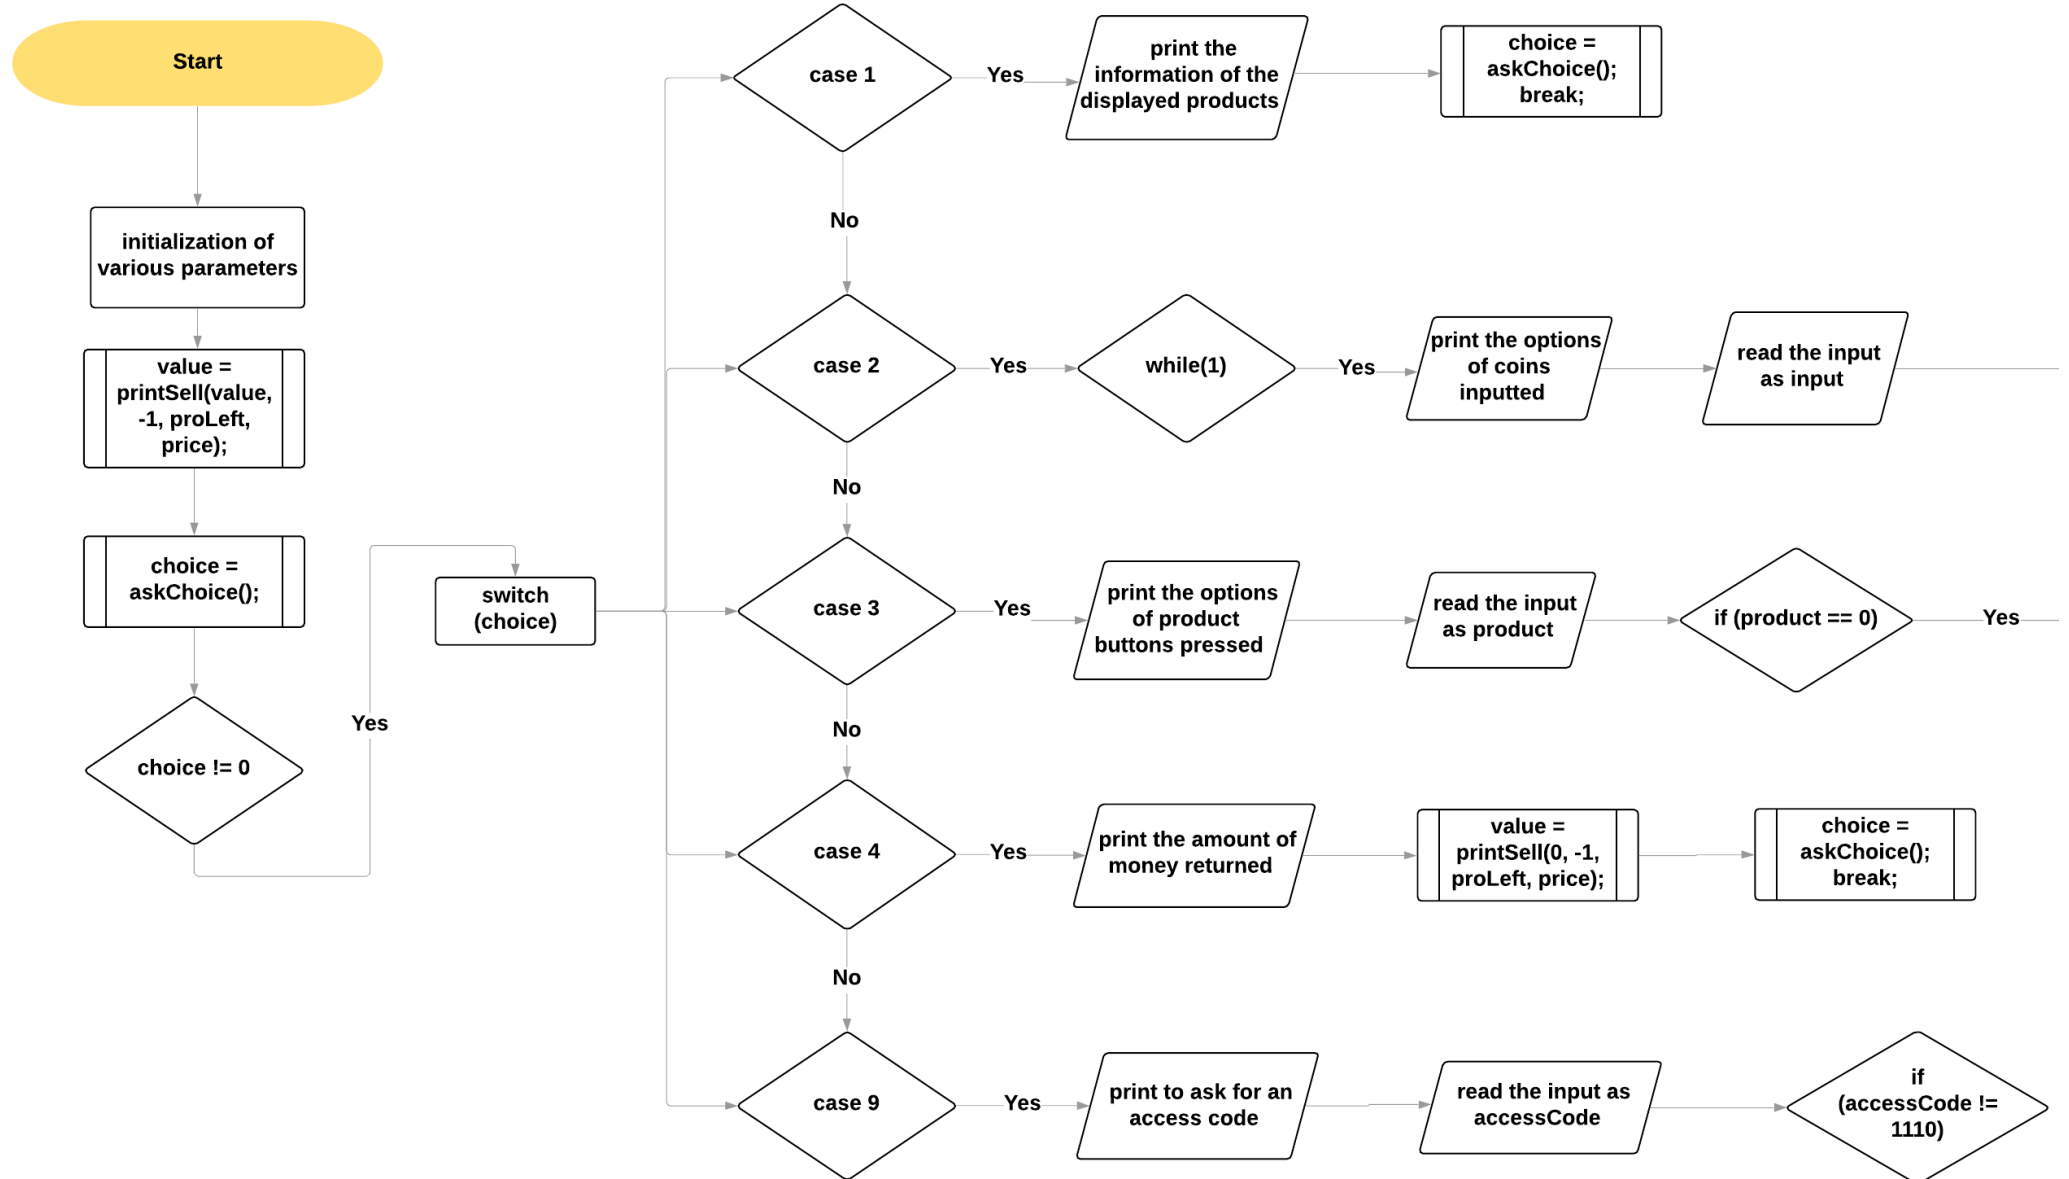 Start
initialization of
various parameters
value =
printSell(value,
-1, proLeft,
price);
choice =
askChoice();
choice != 0
Yes
switch
(choice)
case 1
Yes
print the
information of the
displayed products
choice =
askChoice();
break;
No
case 2
Yes
while(1)
Yes
print the options
of coins
inputted
read the input
as input
No
case 3
Yes
print the options
of product
buttons pressed
read the input
as product
if (product == 0)
Yes
No
case 4
Yes
print the amount of
money returned
value =
printSell(0, -1,
proLeft, price);
choice =
askChoice();
break;
No
case 9
Yes
print to ask for an
access code
read the input as
accessCode
if
(accessCode !=
1110)